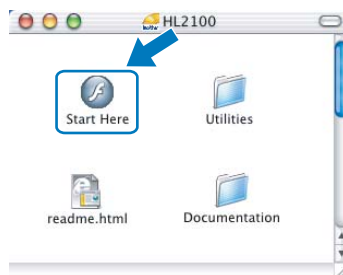 HL2100
Start Here
Utilities
readme.html
Documentation